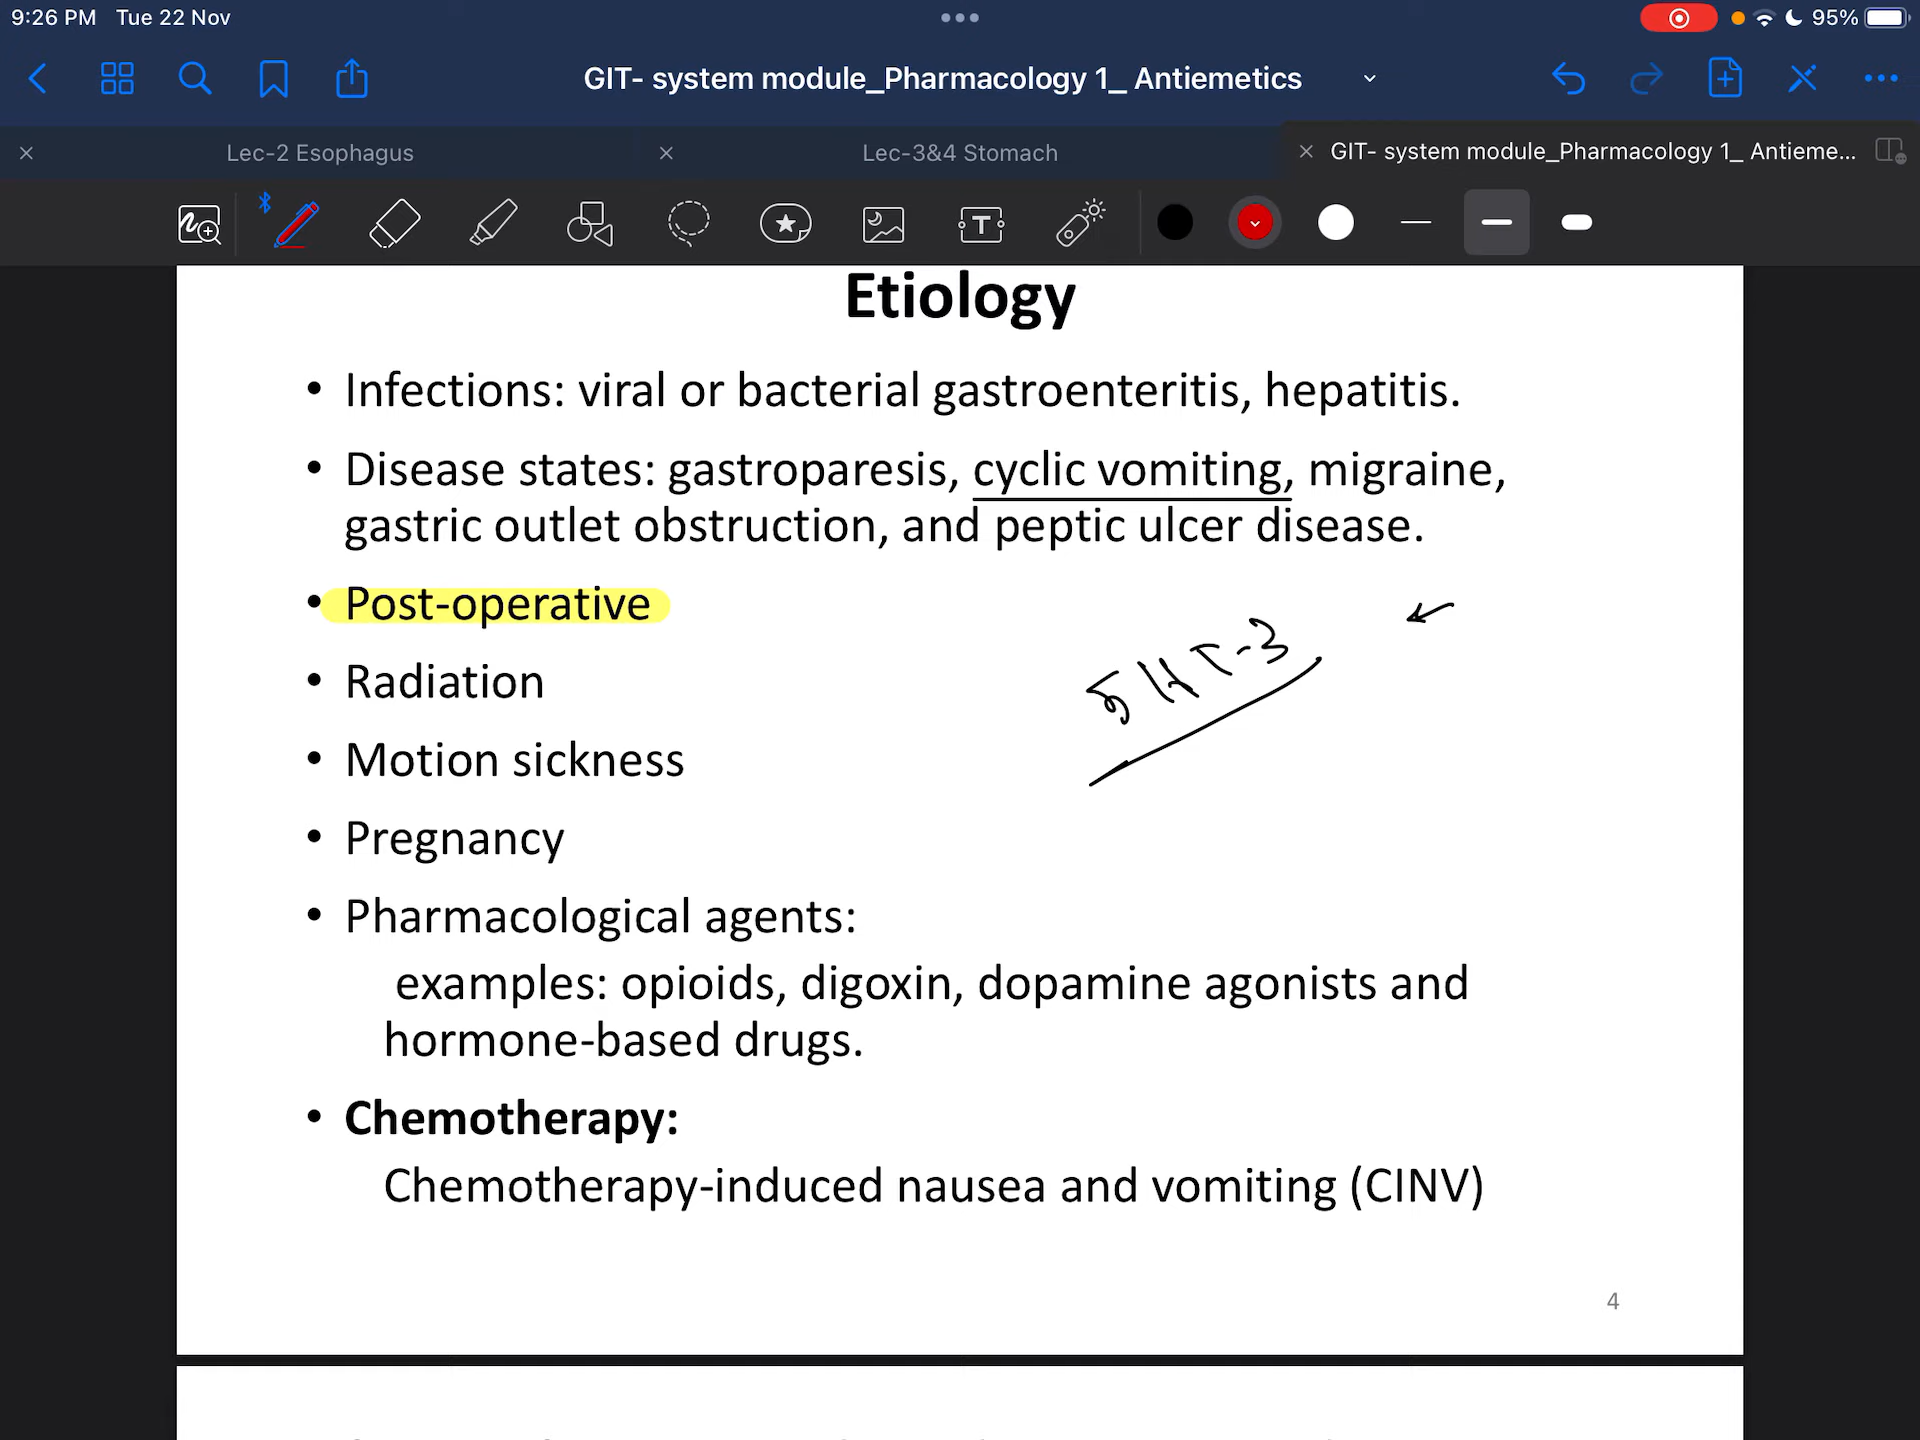 9:26 PM Tue 22 Nov
95%
GIT- system module_Pharmacology 1_ Antiemetics
Lec-2 Esophagus
Lec-3&4 Stomach
GIT- system module_Pharmacology 1_ Antieme...
T
Etiology
• Infections: viral or bacterial gastroenteritis, hepatitis.
• Disease states: gastroparesis, cyclic vomiting, migraine,
gastric outlet obstruction, and peptic ulcer disease.
• Post-operative
5HT-3
• Radiation
• Motion sickness
• Pregnancy
• Pharmacological agents:
examples: opioids, digoxin, dopamine agonists and
hormone-based drugs.
• Chemotherapy:
Chemotherapy-induced nausea and vomiting (CINV)
4